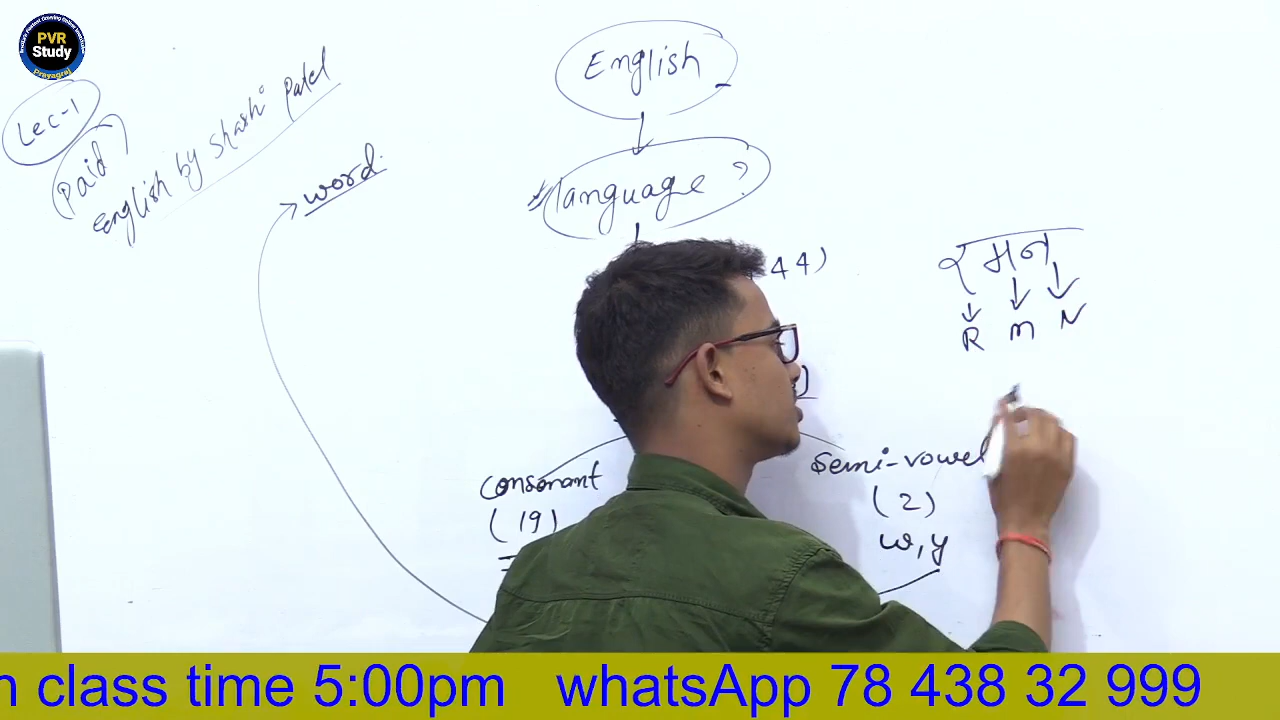 PVR
Study
Prayagraj
Lec-1
Paid
English by Shashi Patel
English
language ?
word.
44)
रमन
R M N
consonant
(19)
Semi-vowel
(2)
w, y
class time 5:00pm whatsApp 78 438 32 999